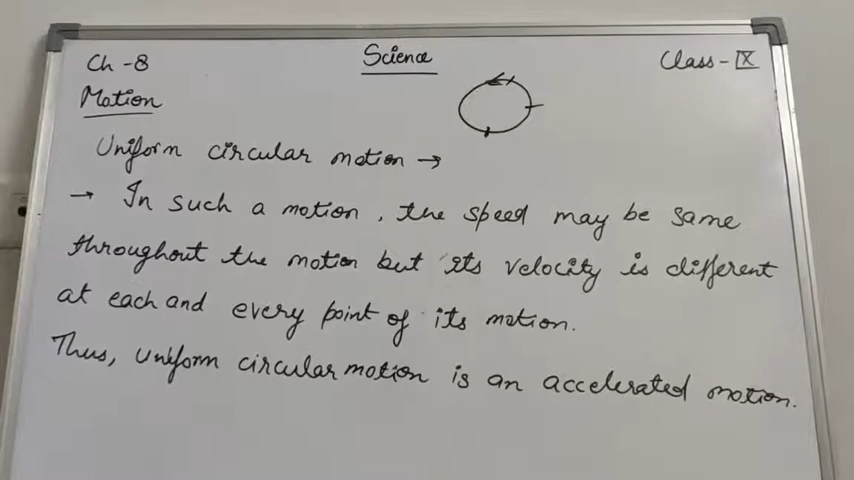 Ch-8 Science Class-IX
Motion
Uniform circular motion →
→ In such a motion, the speed may be same
throughout the motion but its velocity is different
at each and every point of its motion.
Thus, uniform circular motion is an accelerated motion.